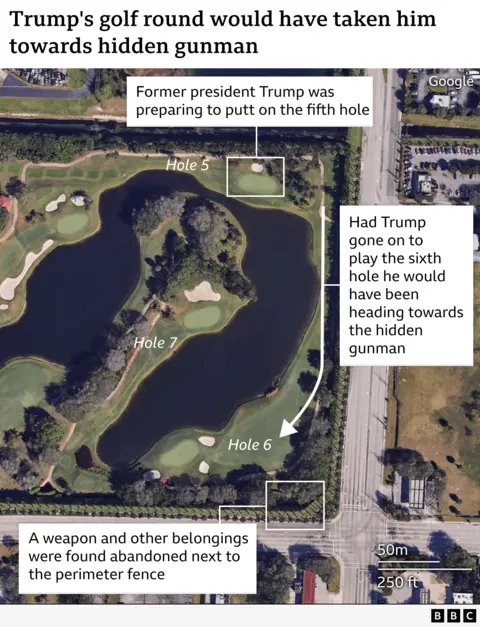 Trump's golf round would have taken him
towards hidden gunman
Google
Former president Trump was
preparing to putt on the fifth hole
Hole 5
Had Trump
gone on to
play the sixth
hole he would
have been
heading towards
the hidden
gunman
Hole 7
Hole 6
A weapon and other belongings
were found abandoned next to
the perimeter fence
50m
250 ft
BBC